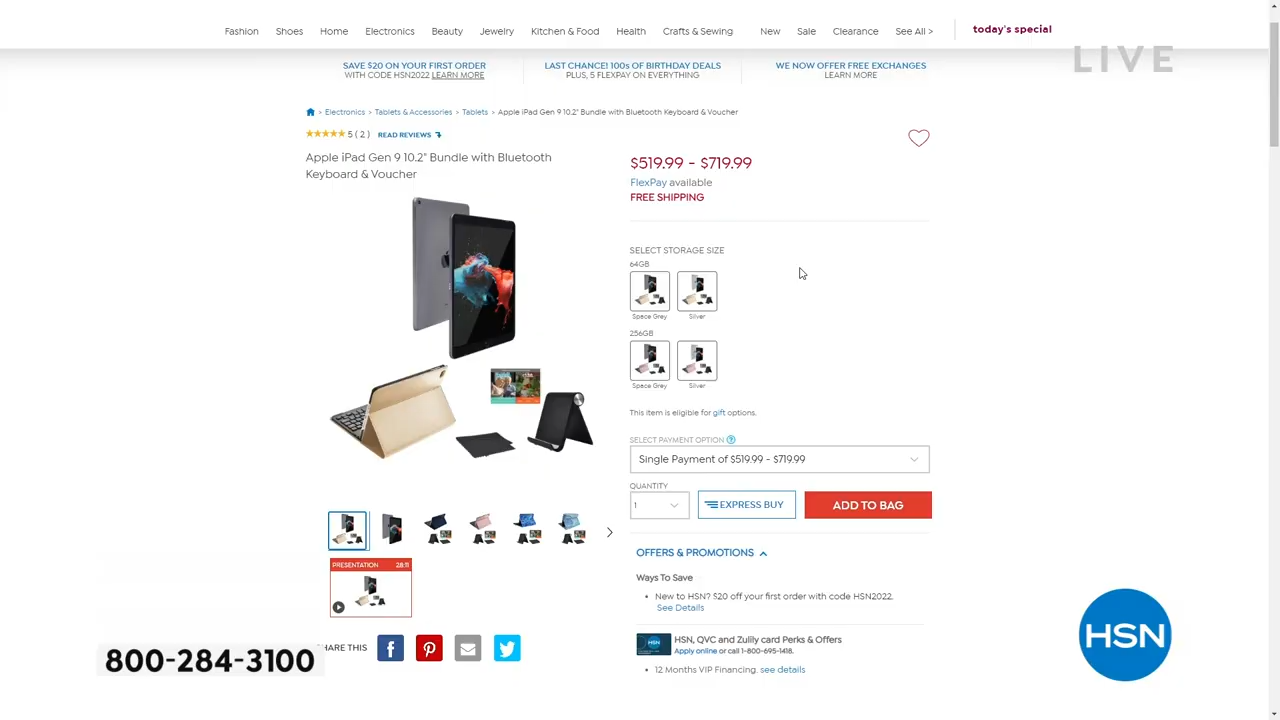 Fashion Shoes Home Electronics Beauty Jewelry Kitchen & Food Health Crafts & Sewing New Sale Clearance See All > today's special
LIVE
SAVE $20 ON YOUR FIRST ORDER
WITH CODE HSN2022 LEARN MORE
LAST CHANCE! 100s OF BIRTHDAY DEALS
PLUS, 5 FLEXPAY ON EVERYTHING
WE NOW OFFER FREE EXCHANGES
LEARN MORE
> Electronics > Tablets & Accessories > Tablets > Apple iPad Gen 9 10.2" Bundle with Bluetooth Keyboard & Voucher
5 ( 2 ) READ REVIEWS
Apple iPad Gen 9 10.2" Bundle with Bluetooth
Keyboard & Voucher
$519.99 - $719.99
FlexPay available
FREE SHIPPING
SELECT STORAGE SIZE
64GB
Space Grey Silver
256GB
Space Grey Silver
This item is eligible for gift options.
SELECT PAYMENT OPTION ?
Single Payment of $519.99 - $719.99
QUANTITY
1
EXPRESS BUY
ADD TO BAG
OFFERS & PROMOTIONS
Ways To Save
• New to HSN? $20 off your first order with code HSN2022.
See Details
HSN, QVC and Zulily card Perks & Offers
Apply online or call 1-800-695-1418.
• 12 Months VIP Financing. see details
PRESENTATION 28:11
SHARE THIS
800-284-3100
HSN